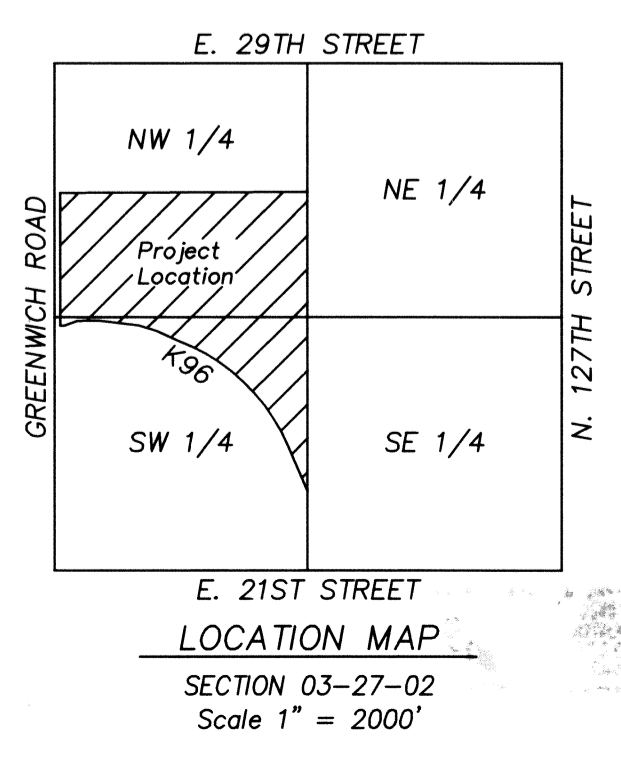 E. 29TH STREET
NW 1/4
NE 1/4
GREENWICH ROAD
N. 127TH STREET
Project
Location
K96
SW 1/4
SE 1/4
E. 21ST STREET
LOCATION MAP
SECTION 03-27-02
Scale 1" = 2000'